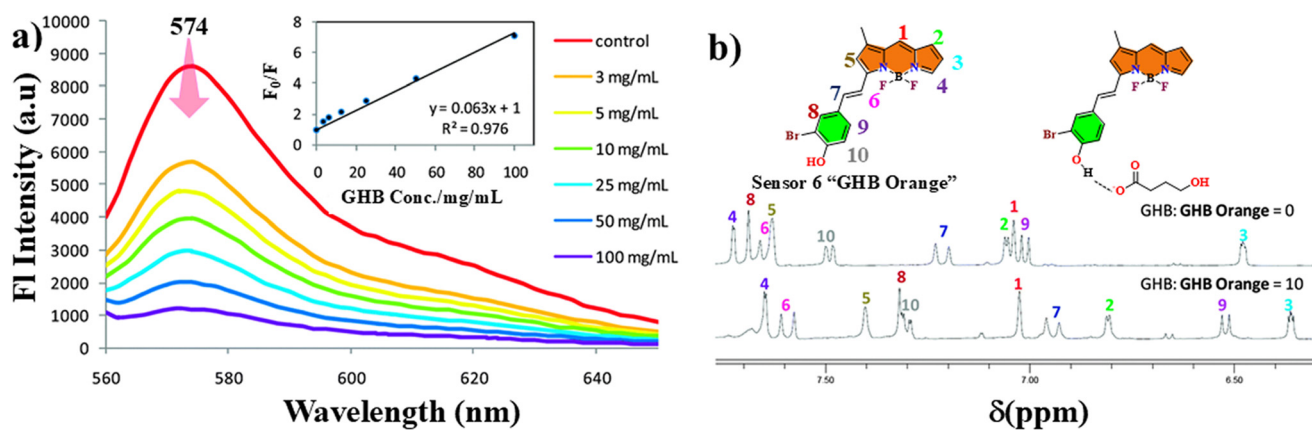 a)
574
Fl Intensity (a.u)
10000
9000
8000
7000
6000
5000
4000
3000
2000
1000
0
560
580
600
620
640
Wavelength (nm)
F₀/F
8
6
4
2
0
0
50
100
y = 0.063x + 1
R² = 0.976
GHB Conc./mg/mL
control
3 mg/mL
5 mg/mL
10 mg/mL
25 mg/mL
50 mg/mL
100 mg/mL
b)
1
2
3
4
5
6
7
8
9
10
N
B
N
F
F
Br
HO
Sensor 6 “GHB Orange”
N
B
N
F
F
Br
O
H
O
O
OH
GHB: GHB Orange = 0
4
8
6
5
10
7
2
1
9
3
GHB: GHB Orange = 10
4
6
5
8
10
1
7
2
9
3
7.50
7.00
6.50
δ(ppm)